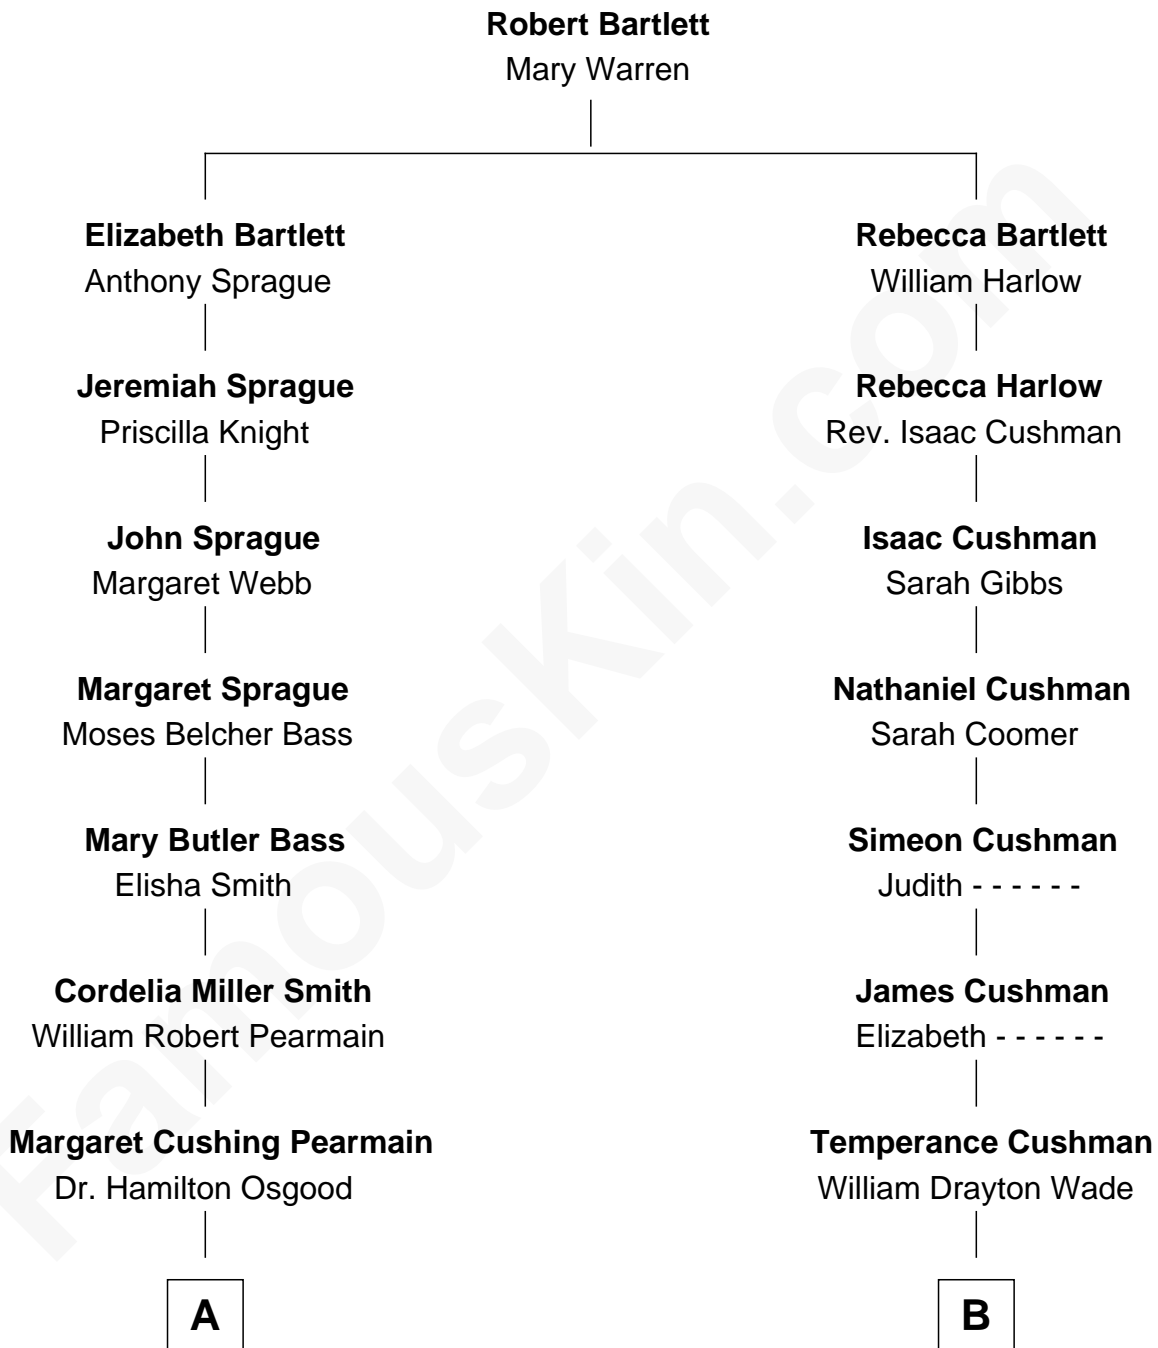 Robert Bartlett
Mary Warren
Elizabeth Bartlett
Anthony Sprague
Rebecca Bartlett
William Harlow
Jeremiah Sprague
Priscilla Knight
Rebecca Harlow
Rev. Isaac Cushman
John Sprague
Margaret Webb
Isaac Cushman
Sarah Gibbs
Margaret Sprague
Moses Belcher Bass
Nathaniel Cushman
Sarah Coomer
Mary Butler Bass
Elisha Smith
Simeon Cushman
Judith - - - - - -
Cordelia Miller Smith
William Robert Pearmain
James Cushman
Elizabeth - - - - - -
Margaret Cushing Pearmain
Dr. Hamilton Osgood
Temperance Cushman
William Drayton Wade
A
B
FamousKin.com